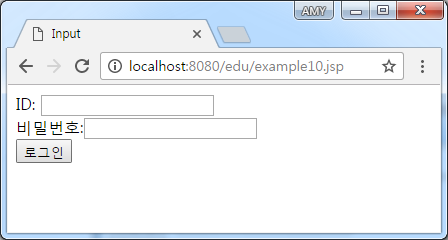 AMY
Input
localhost:8080/edu/example10.jsp
ID:
비밀번호:
로그인